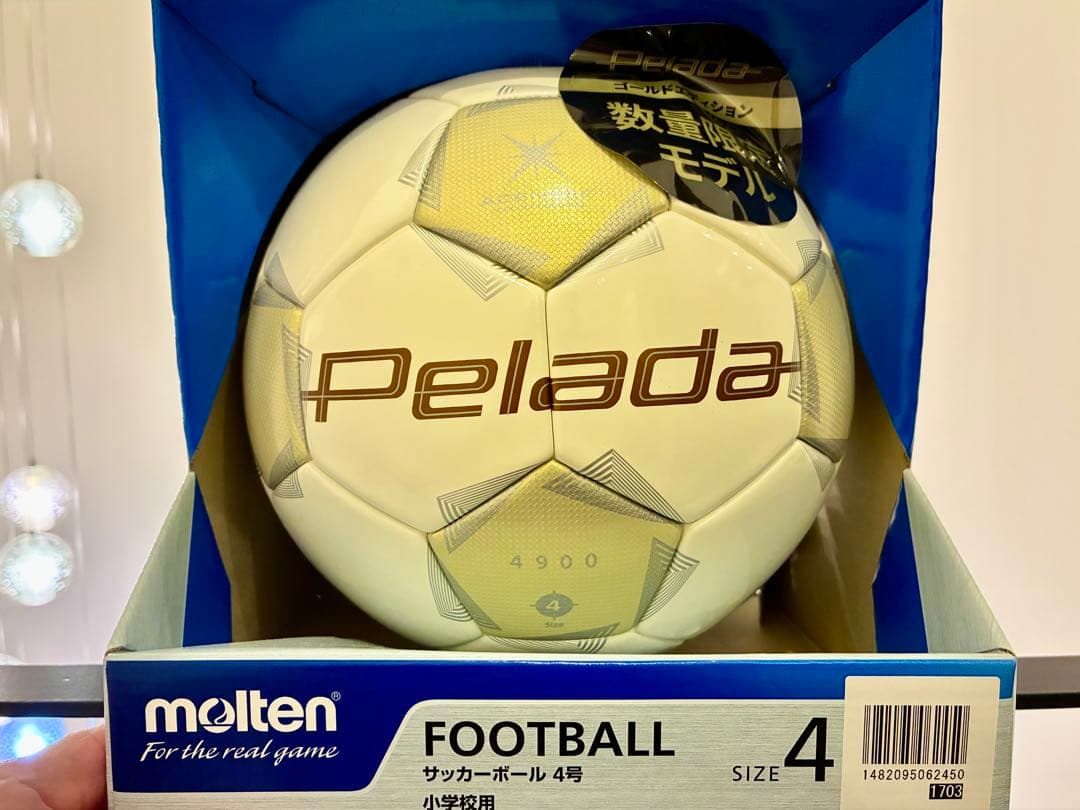 Pelada
ゴールドエディション
数量限定
モデル
Pelada
4900
4
Size
molten®
For the real game
FOOTBALL
サッカーボール 4号
小学校用
SIZE 4
1482095062450
1703